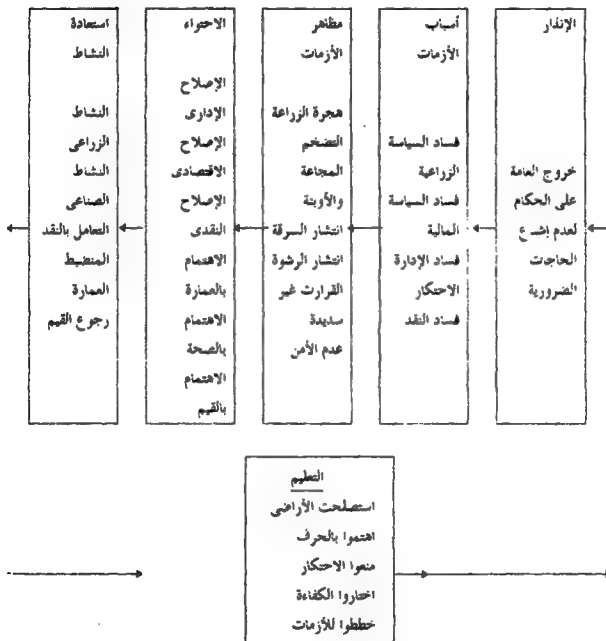 الإنذار
خروج العامة
على الحكام
لعدم إشباع
الحاجات
الضرورية
أسباب
الأزمات
فساد السياسة
الزراعية
فساد السياسة
المالية
فساد الإدارة
الاحتكار
فساد النقد
مظاهر
الأزمات
هجرة الزراعة
التضخم
المجاعة
والأوبئة
انتشار السرقة
انتشار الرشوة
القرارت غير
سديدة
عدم الأمن
الاحتواء
الإصلاح
الإدارى
الإصلاح
الاقتصادى
الإصلاح
النقدى
الاهتمام
بالعمارة
الاهتمام
بالصحة
الاهتمام
بالقيم
استعادة
النشاط
النشاط
الزراعى
النشاط
الصناعى
التعامل بالنقد
المنضبط
العمارة
رجوع القيم
التعليم
استصلحت الأراضى
اهتموا بالحرف
منعوا الاحتكار
اختاروا الكفاءة
خططوا للأزمات